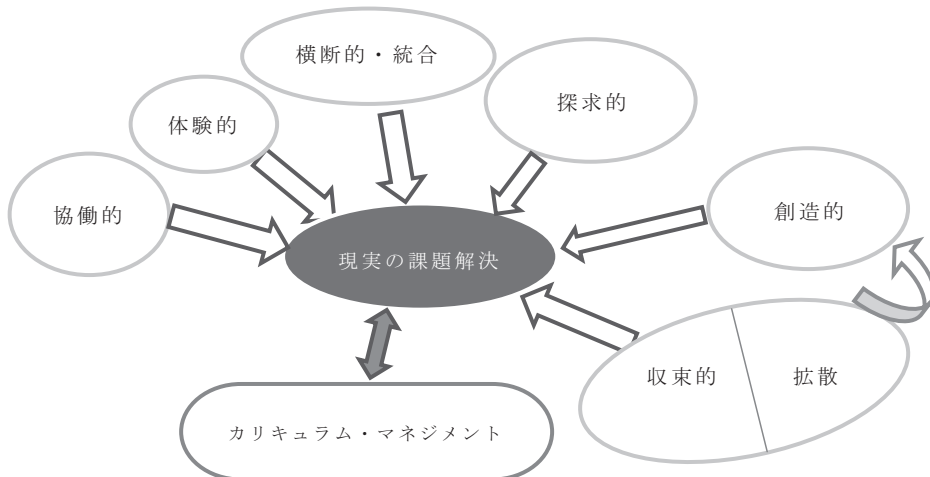 横断的・統合
探求的
体験的
協働的
創造的
現実の課題解決
収束的
拡散
カリキュラム・マネジメント